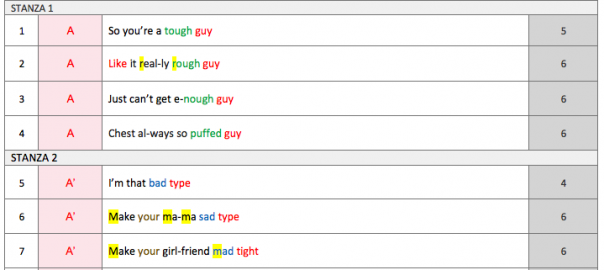 STANZA 1
1 A So you're a tough guy 5
2 A Like it real-ly rough guy 6
3 A Just can't get e-nough guy 6
4 A Chest al-ways so puffed guy 6
STANZA 2
5 A' I'm that bad type 4
6 A' Make your ma-ma sad type 6
7 A' Make your girl-friend mad tight 6